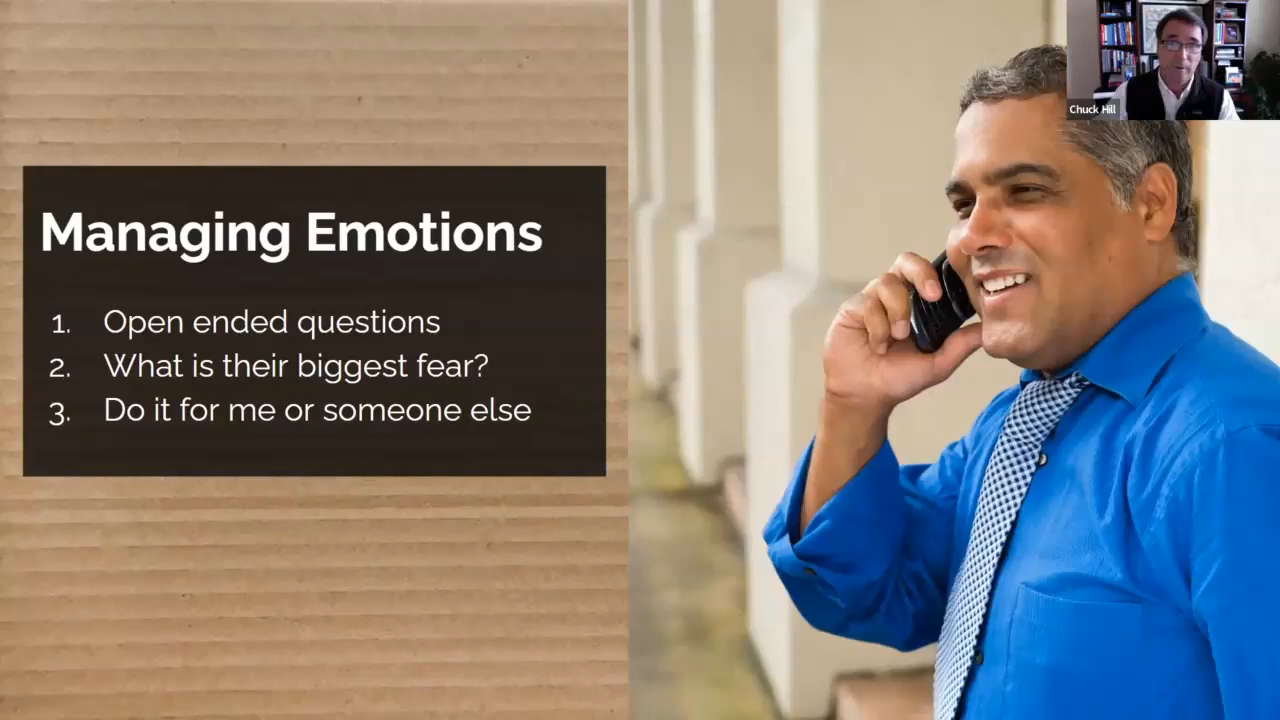 Chuck Hill
Managing Emotions
1. Open ended questions
2. What is their biggest fear?
3. Do it for me or someone else